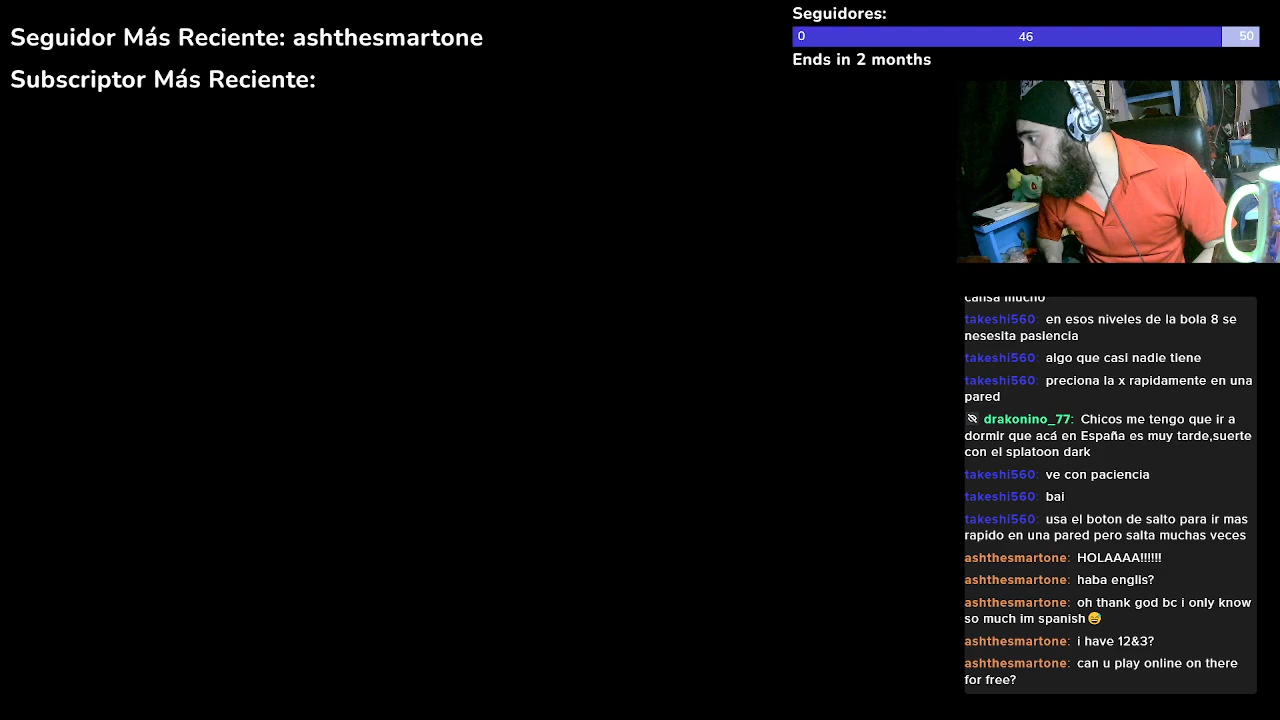 Seguidor Más Reciente: ashthesmartone
Subscriptor Más Reciente:
Seguidores:
0 46 50
Ends in 2 months
cansa mucho
takeshi560: en esos niveles de la bola 8 se
nesesita pasiencia
takeshi560: algo que casi nadie tiene
takeshi560: preciona la x rapidamente en una
pared
drakonino_77: Chicos me tengo que ir a
dormir que acá en España es muy tarde,suerte
con el splatoon dark
takeshi560: ve con paciencia
takeshi560: bai
takeshi560: usa el boton de salto para ir mas
rapido en una pared pero salta muchas veces
ashthesmartone: HOLAAAA!!!!!!
ashthesmartone: haba englis?
ashthesmartone: oh thank god bc i only know
so much im spanish😅
ashthesmartone: i have 12&3?
ashthesmartone: can u play online on there
for free?